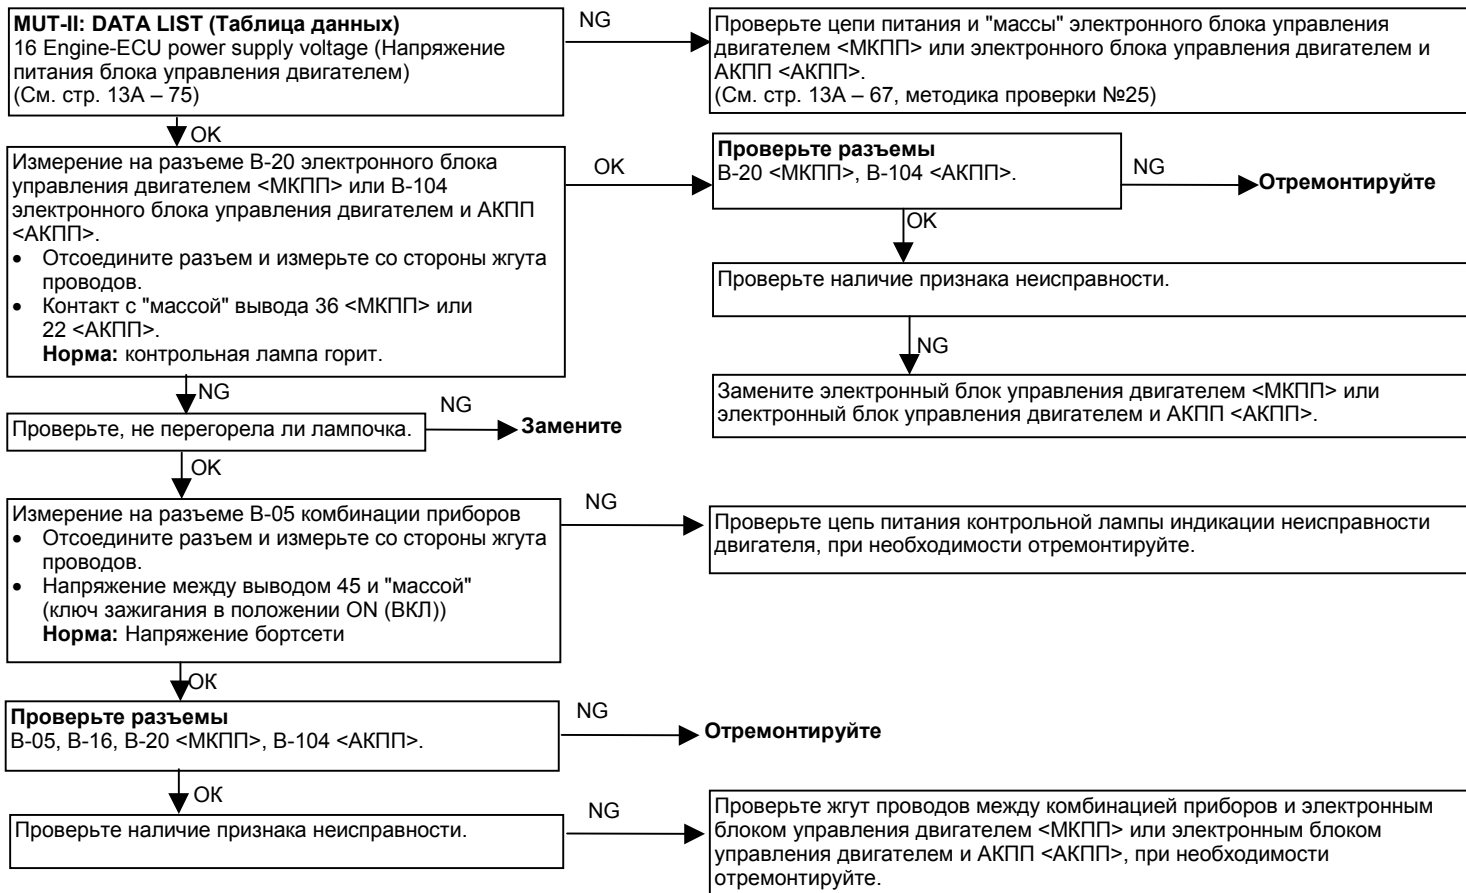 MUT-II: DATA LIST (Таблица данных)
16 Engine-ECU power supply voltage (Напряжение
питания блока управления двигателем)
(См. стр. 13А – 75)
NG
Проверьте цепи питания и "массы" электронного блока управления
двигателем <МКПП> или электронного блока управления двигателем и
АКПП <АКПП>.
(См. стр. 13А – 67, методика проверки №25)
OK
Измерение на разъеме В-20 электронного блока
управления двигателем <МКПП> или В-104
электронного блока управления двигателем и АКПП
<АКПП>.
• Отсоедините разъем и измерьте со стороны жгута
проводов.
• Контакт с "массой" вывода 36 <МКПП> или
22 <АКПП>.
Норма: контрольная лампа горит.
OK
Проверьте разъемы
В-20 <МКПП>, В-104 <АКПП>.
NG
Отремонтируйте
OK
Проверьте наличие признака неисправности.
NG
Замените электронный блок управления двигателем <МКПП> или
электронный блок управления двигателем и АКПП <АКПП>.
NG
Проверьте, не перегорела ли лампочка.
NG
Замените
OK
Измерение на разъеме В-05 комбинации приборов
• Отсоедините разъем и измерьте со стороны жгута
проводов.
• Напряжение между выводом 45 и "массой"
(ключ зажигания в положении ON (ВКЛ))
Норма: Напряжение бортсети
NG
Проверьте цепь питания контрольной лампы индикации неисправности
двигателя, при необходимости отремонтируйте.
OK
Проверьте разъемы
В-05, В-16, В-20 <МКПП>, В-104 <АКПП>.
NG
Отремонтируйте
OK
Проверьте наличие признака неисправности.
NG
Проверьте жгут проводов между комбинацией приборов и электронным
блоком управления двигателем <МКПП> или электронным блоком
управления двигателем и АКПП <АКПП>, при необходимости
отремонтируйте.